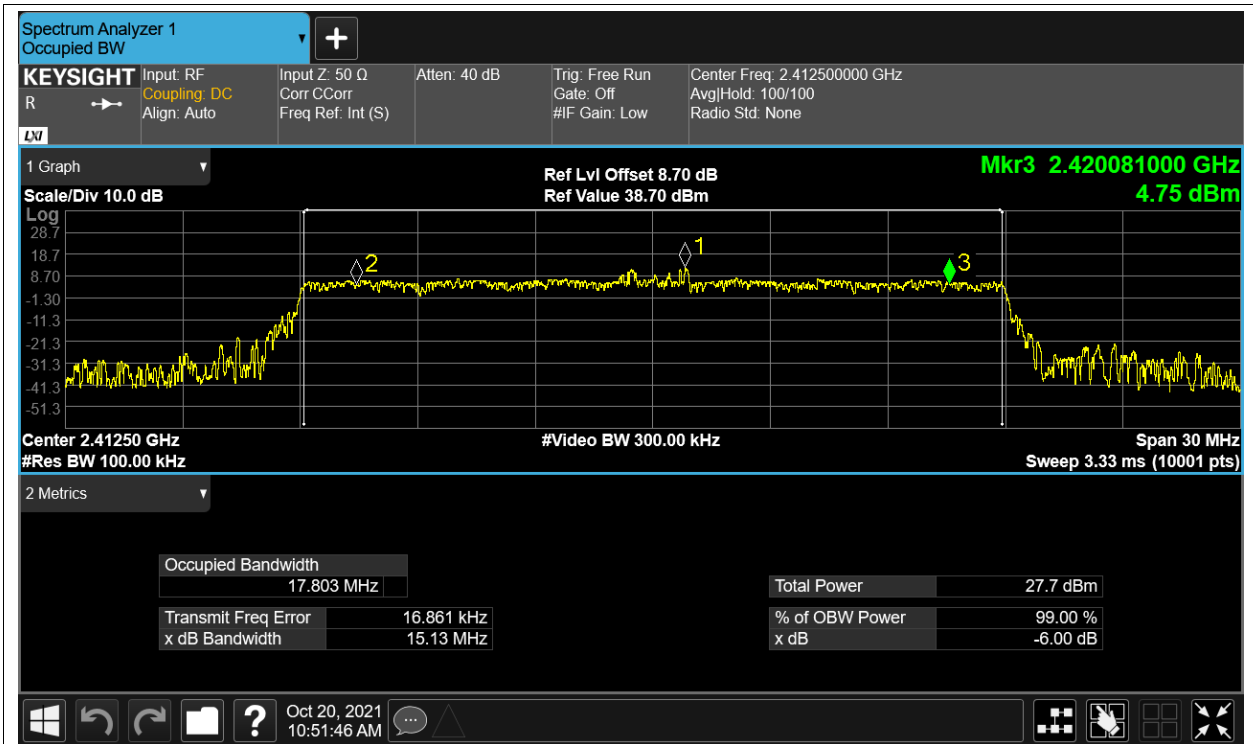 Spectrum Analyzer 1
Occupied BW
KEYSIGHT
R
LXI
Input: RF
Coupling: DC
Align: Auto
Input Z: 50 Ω
Corr CCorr
Freq Ref: Int (S)
Atten: 40 dB
Trig: Free Run
Gate: Off
#IF Gain: Low
Center Freq: 2.412500000 GHz
Avg|Hold: 100/100
Radio Std: None
1 Graph
Scale/Div 10.0 dB
Ref Lvl Offset 8.70 dB
Ref Value 38.70 dBm
Mkr3 2.420081000 GHz
4.75 dBm
Log
28.7
18.7
8.70
-1.30
-11.3
-21.3
-31.3
-41.3
-51.3
2
1
3
Center 2.41250 GHz
#Video BW 300.00 kHz
Span 30 MHz
#Res BW 100.00 kHz
Sweep 3.33 ms (10001 pts)
2 Metrics
Occupied Bandwidth
17.803 MHz
Total Power 27.7 dBm
Transmit Freq Error 16.861 kHz
% of OBW Power 99.00 %
x dB Bandwidth 15.13 MHz
x dB -6.00 dB
?
Oct 20, 2021
10:51:46 AM